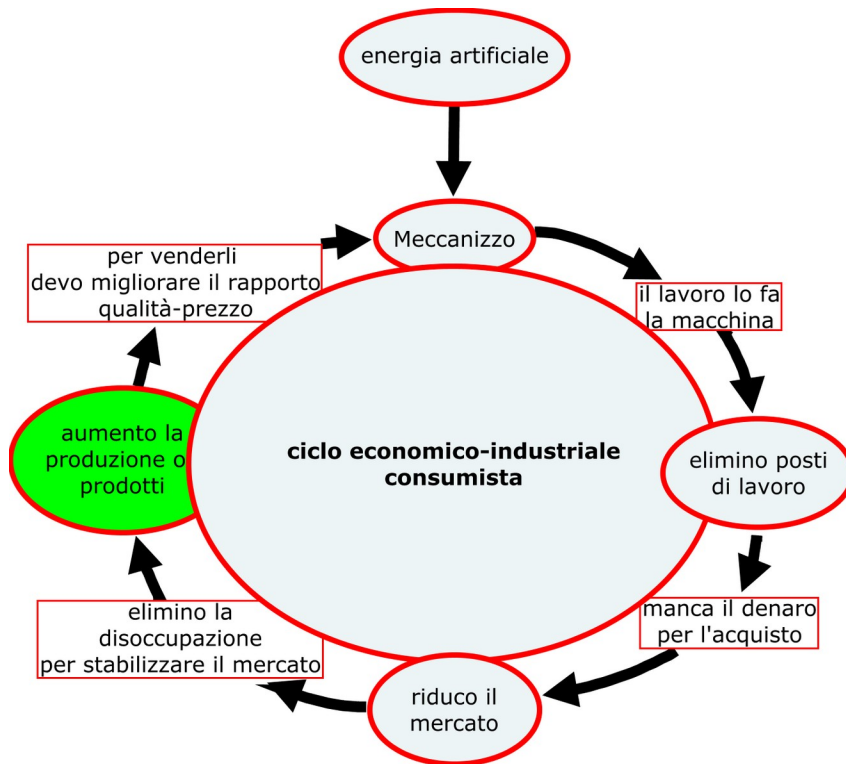 energia artificiale
Meccanizzo
il lavoro lo fa
la macchina
elimino posti
di lavoro
manca il denaro
per l'acquisto
riduco il
mercato
elimino la
disoccupazione
per stabilizzare il mercato
aumento la
produzione o
prodotti
per venderli
devo migliorare il rapporto
qualità-prezzo
ciclo economico-industriale
consumista